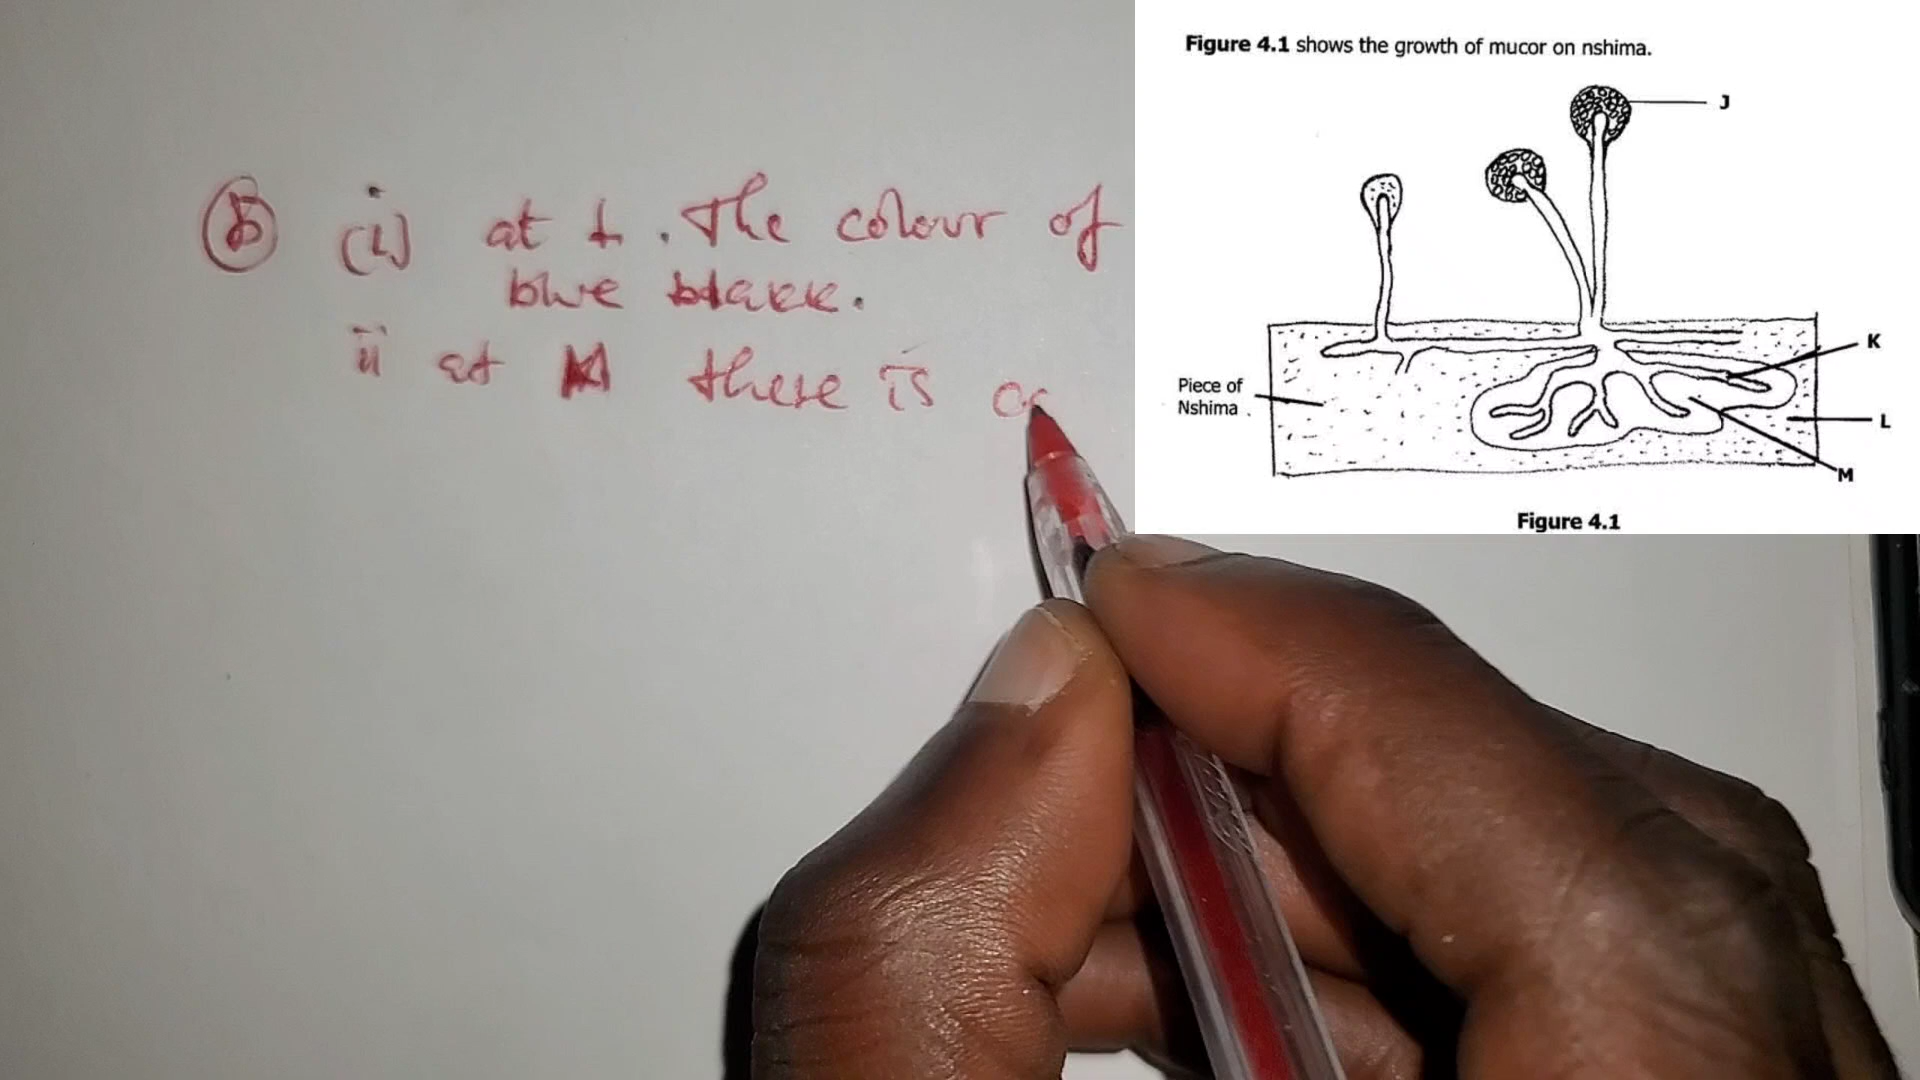 Figure 4.1 shows the growth of mucor on nshima.
J
K
L
M
Piece of
Nshima
Figure 4.1
b (i) at L. The colour of
blue black.
ii at M there is